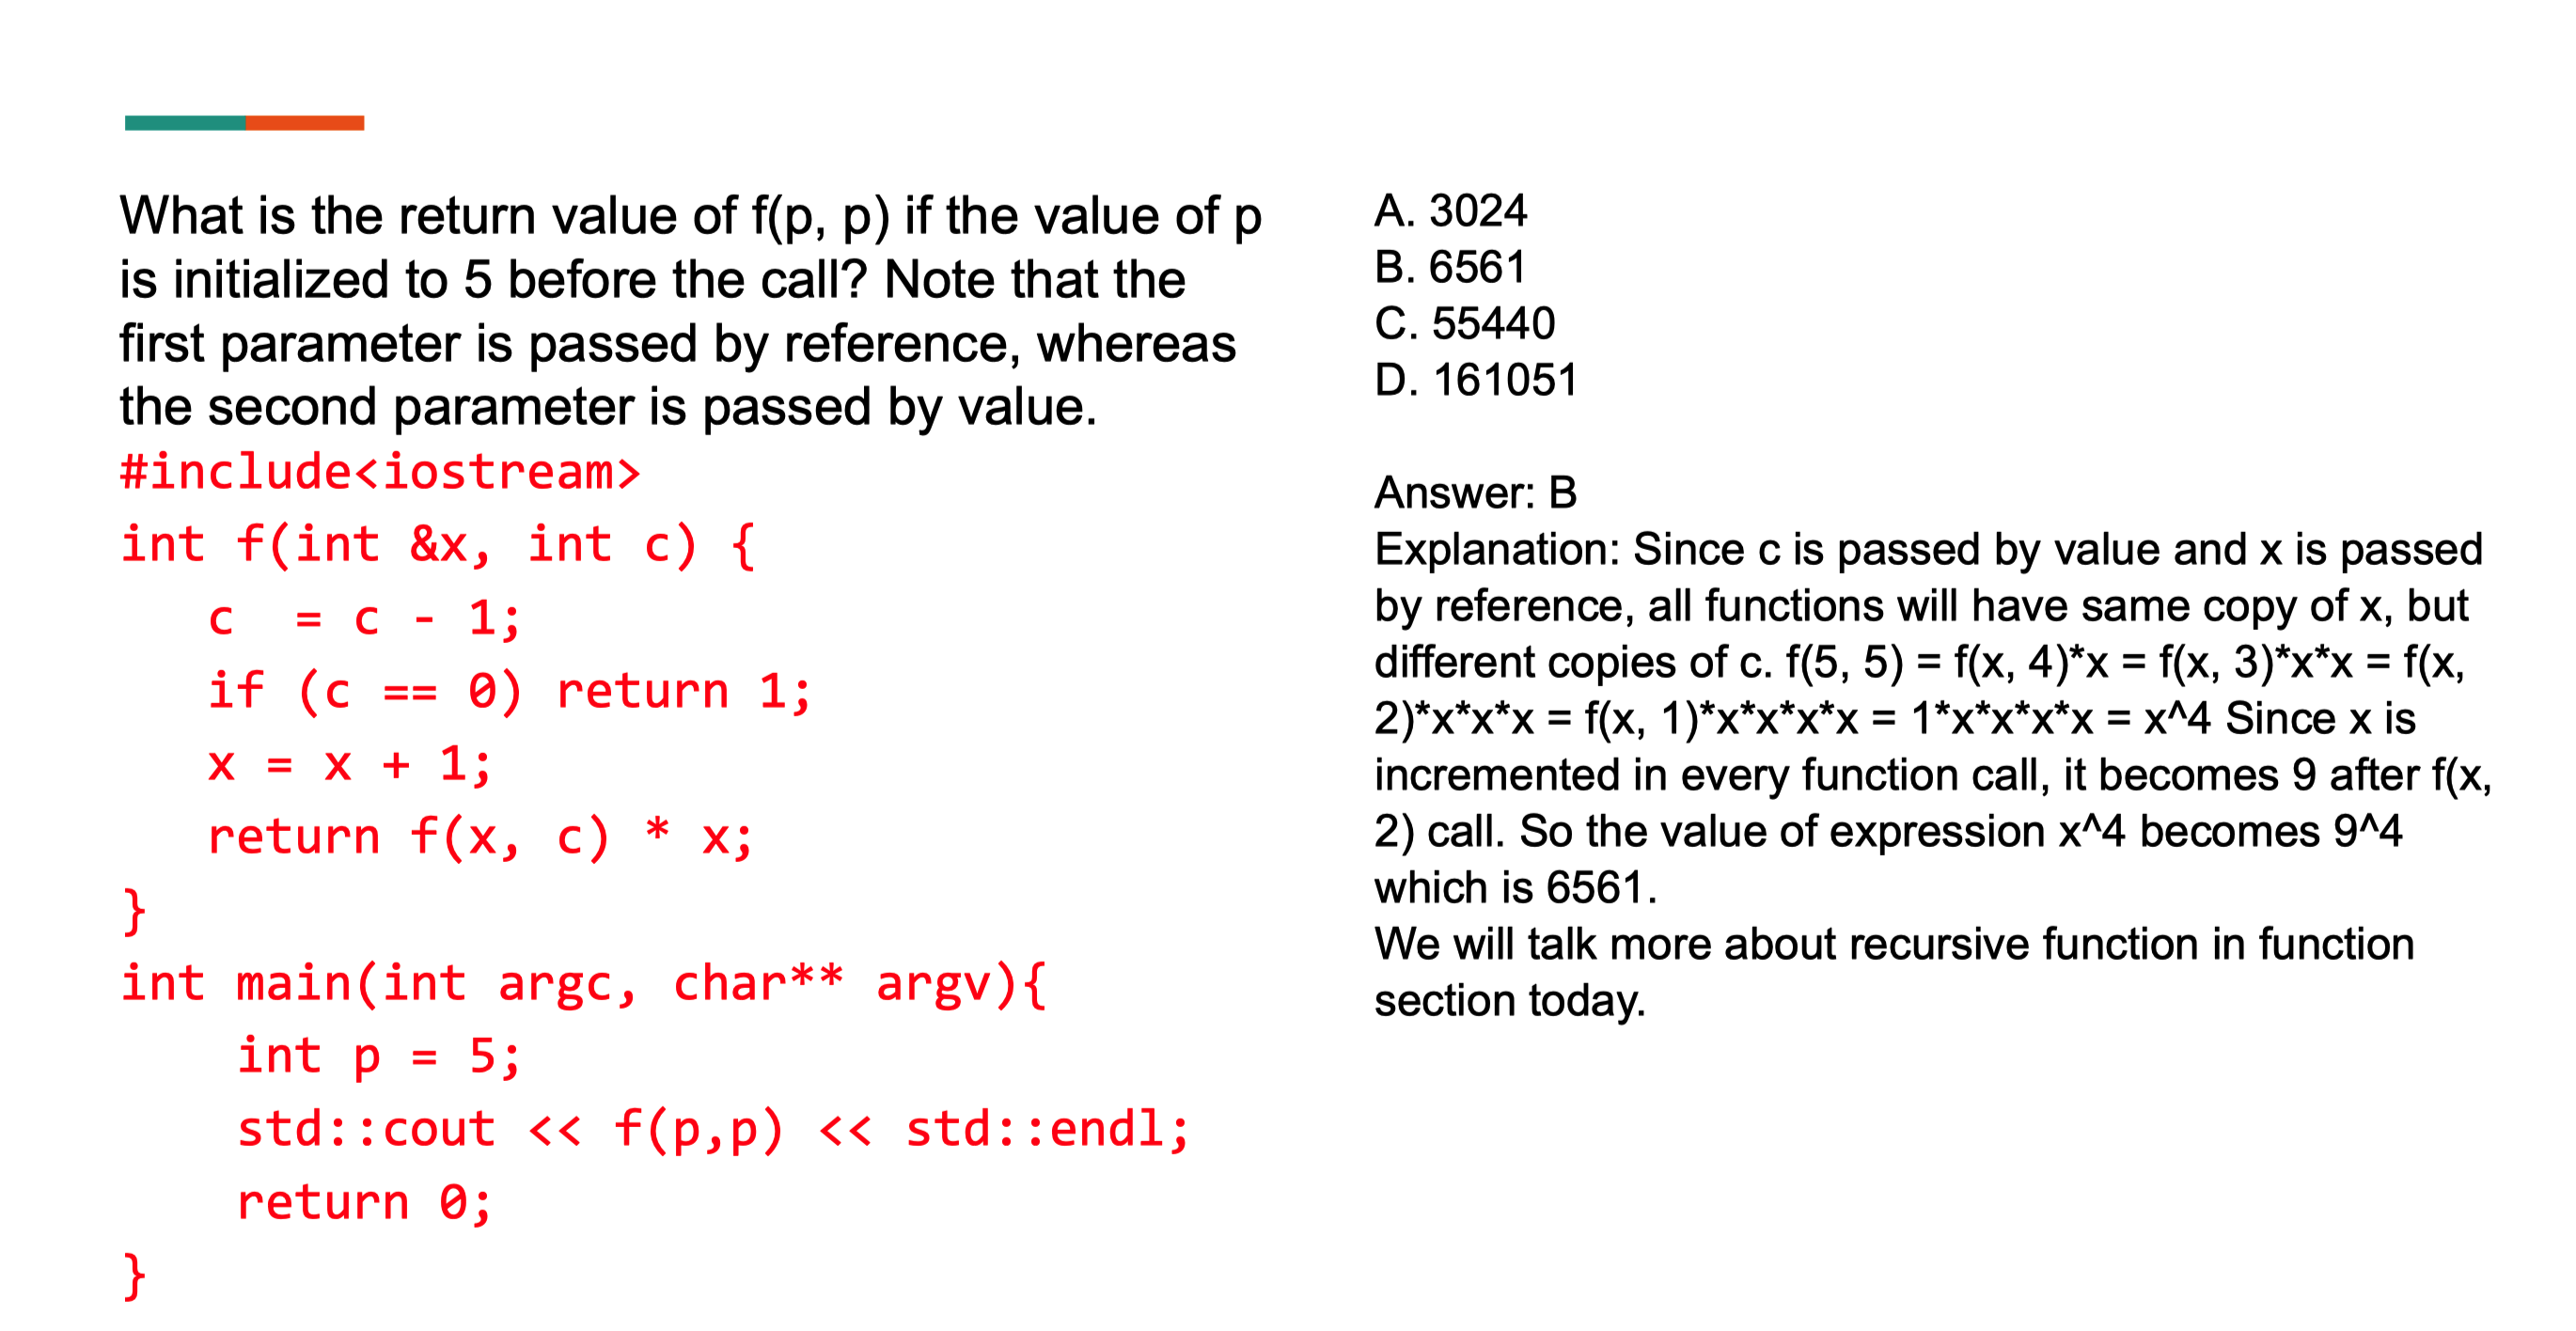 What is the return value of f(p, p) if the value of p
is initialized to 5 before the call? Note that the
first parameter is passed by reference, whereas
the second parameter is passed by value.
#include<iostream>
int f(int &x, int c) {
   c  = c - 1;
   if (c == 0) return 1;
   x = x + 1;
   return f(x, c) * x;
}
int main(int argc, char** argv){
    int p = 5;
    std::cout << f(p,p) << std::endl;
    return 0;
}
A. 3024
B. 6561
C. 55440
D. 161051
Answer: B
Explanation: Since c is passed by value and x is passed
by reference, all functions will have same copy of x, but
different copies of c. f(5, 5) = f(x, 4)*x = f(x, 3)*x*x = f(x,
2)*x*x*x = f(x, 1)*x*x*x*x = 1*x*x*x*x = x^4 Since x is
incremented in every function call, it becomes 9 after f(x,
2) call. So the value of expression x^4 becomes 9^4
which is 6561.
We will talk more about recursive function in function
section today.